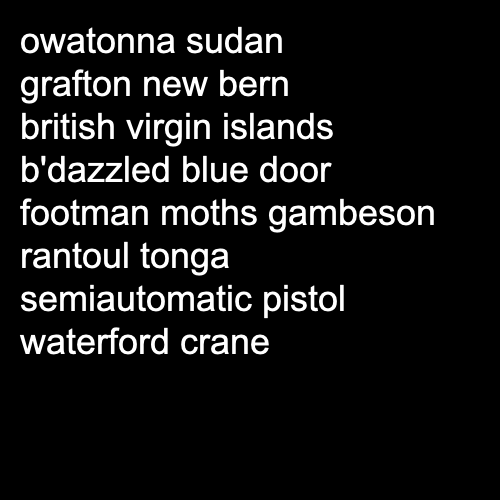 owatonna sudan
grafton new bern
british virgin islands
b'dazzled blue door
footman moths gambeson
rantoul tonga
semiautomatic pistol
waterford crane